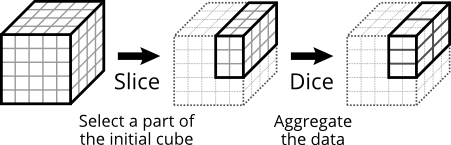 Slice
Dice
Select a part of
the initial cube
Aggregate
the data